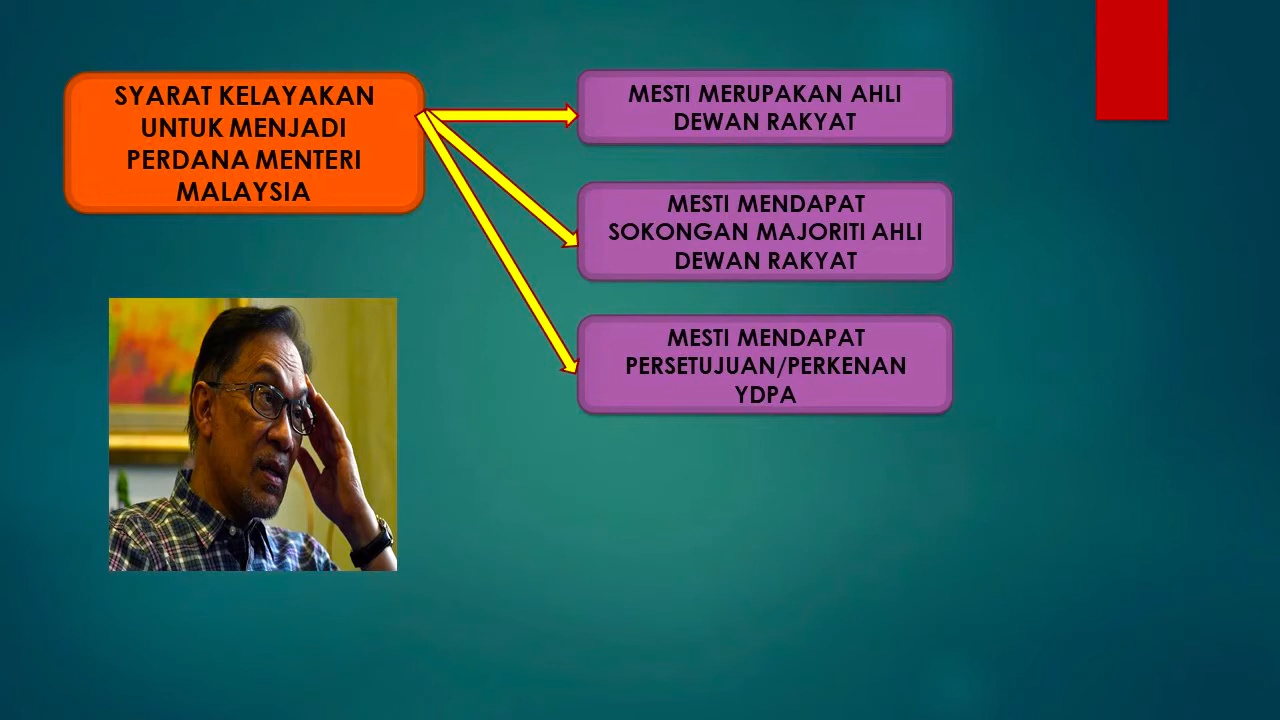 SYARAT KELAYAKAN
UNTUK MENJADI
PERDANA MENTERI
MALAYSIA
MESTI MERUPAKAN AHLI
DEWAN RAKYAT
MESTI MENDAPAT
SOKONGAN MAJORITI AHLI
DEWAN RAKYAT
MESTI MENDAPAT
PERSETUJUAN/PERKENAN
YDPA